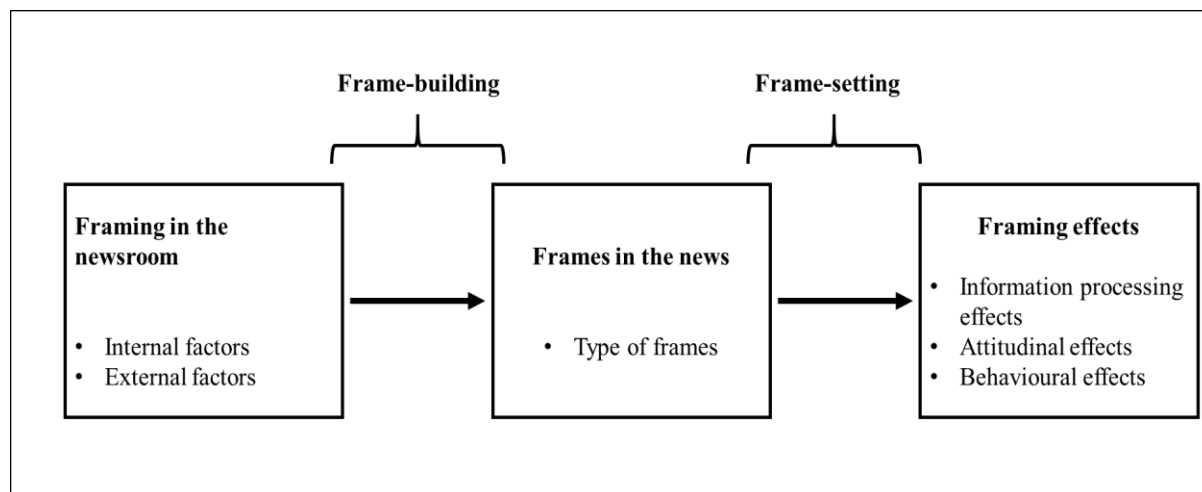 Frame-building
Frame-setting
Framing in the
newsroom
• Internal factors
• External factors
Frames in the news
• Type of frames
Framing effects
• Information processing
effects
• Attitudinal effects
• Behavioural effects